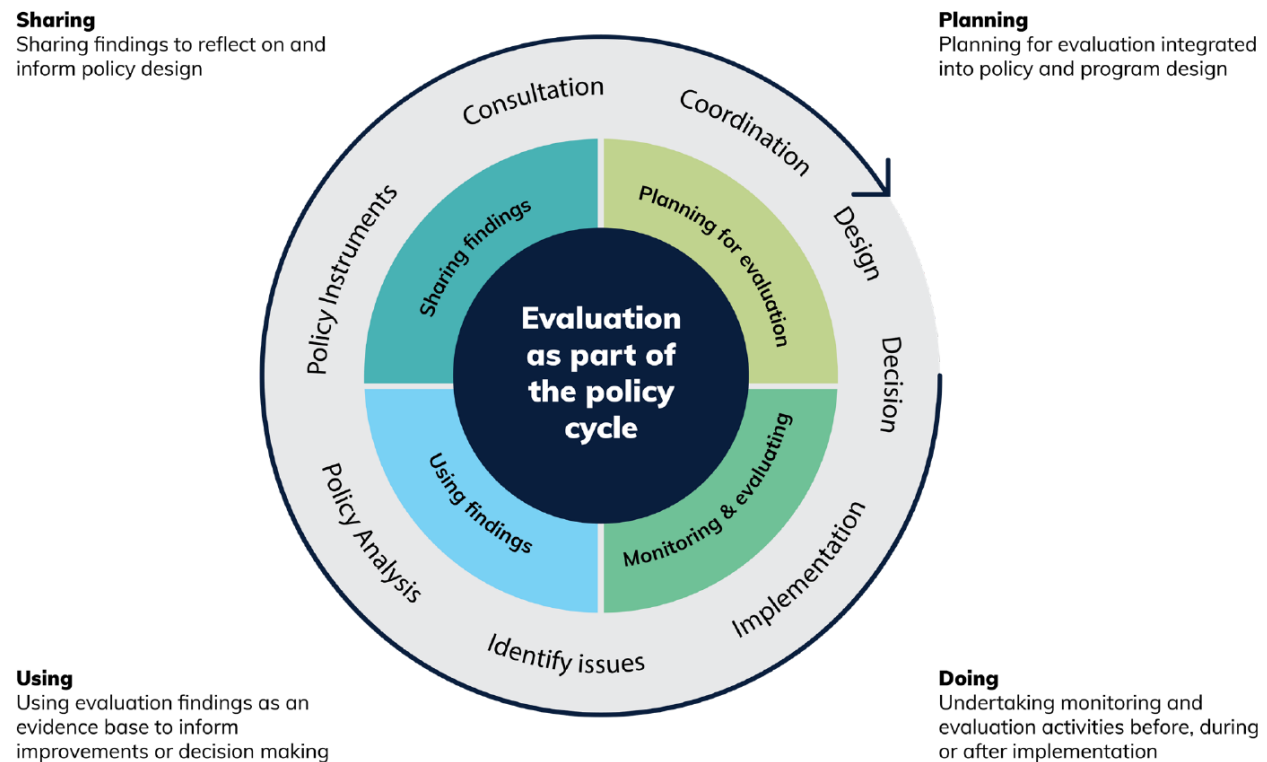 Sharing
Sharing findings to reflect on and
inform policy design
Planning
Planning for evaluation integrated
into policy and program design
Consultation
Coordination
Design
Decision
Implementation
Identify issues
Policy Analysis
Policy Instruments
Sharing findings
Planning for evaluation
Monitoring & evaluating
Using findings
Evaluation
as part of
the policy
cycle
Using
Using evaluation findings as an
evidence base to inform
improvements or decision making
Doing
Undertaking monitoring and
evaluation activities before, during
or after implementation